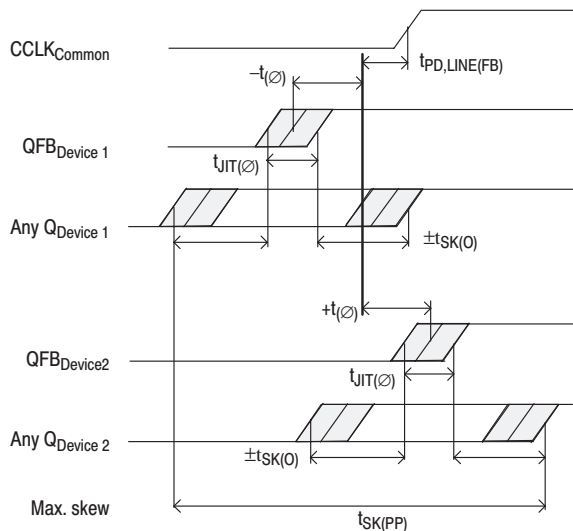 CCLKCommon
tPD,LINE(FB)
–t(∅)
QFBDevice 1
tJIT(∅)
Any QDevice 1
±tSK(O)
+t(∅)
QFBDevice2
tJIT(∅)
Any QDevice 2
±tSK(O)
Max. skew
tSK(PP)